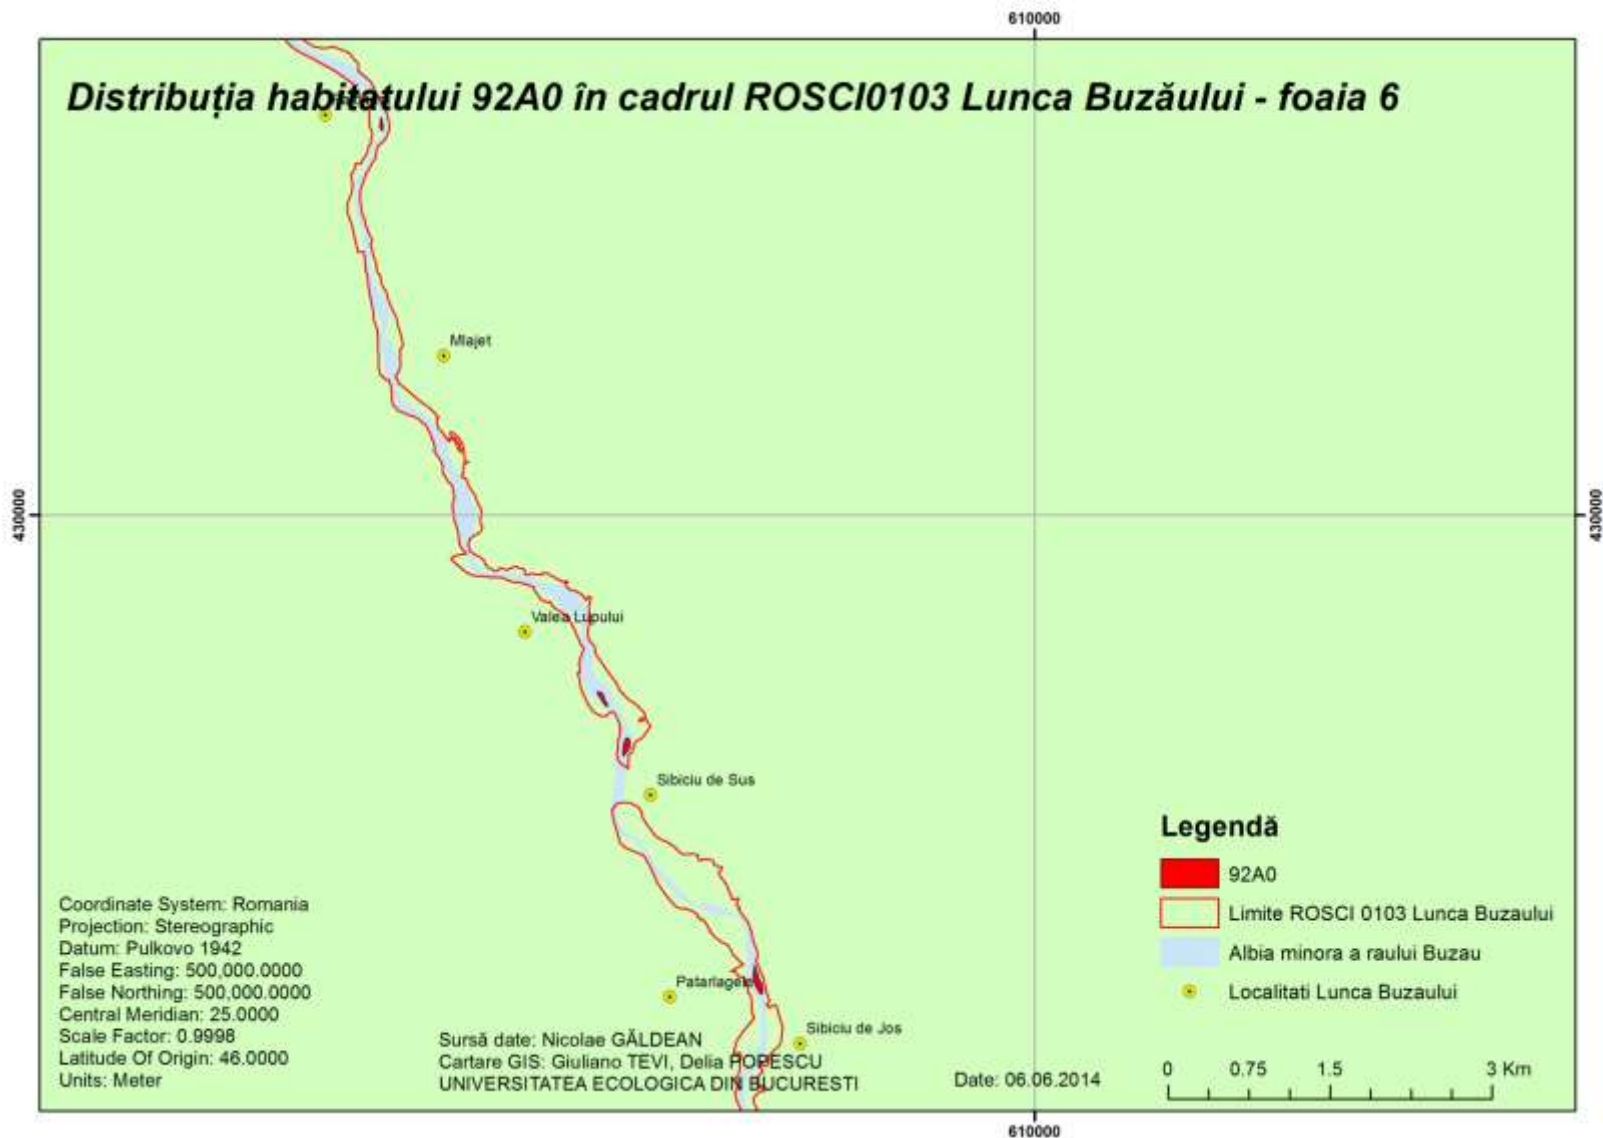 610000
Distribuția habitatului 92A0 în cadrul ROSCI0103 Lunca Buzăului - foaia 6
Mlajet
430000
430000
Valea Lupului
Sibiciu de Sus
Legendă
92A0
Limite ROSCI 0103 Lunca Buzaului
Albia minora a raului Buzau
Localitati Lunca Buzaului
Coordinate System: Romania
Projection: Stereographic
Datum: Pulkovo 1942
False Easting: 500,000.0000
False Northing: 500,000.0000
Central Meridian: 25.0000
Scale Factor: 0.9998
Latitude Of Origin: 46.0000
Units: Meter
Patarlagele
Sibiciu de Jos
Sursă date: Nicolae GĂLDEAN
Cartare GIS: Giuliano TEVI, Delia POPESCU
UNIVERSITATEA ECOLOGICA DIN BUCURESTI
Date: 06.06.2014
0 0.75 1.5 3 Km
610000